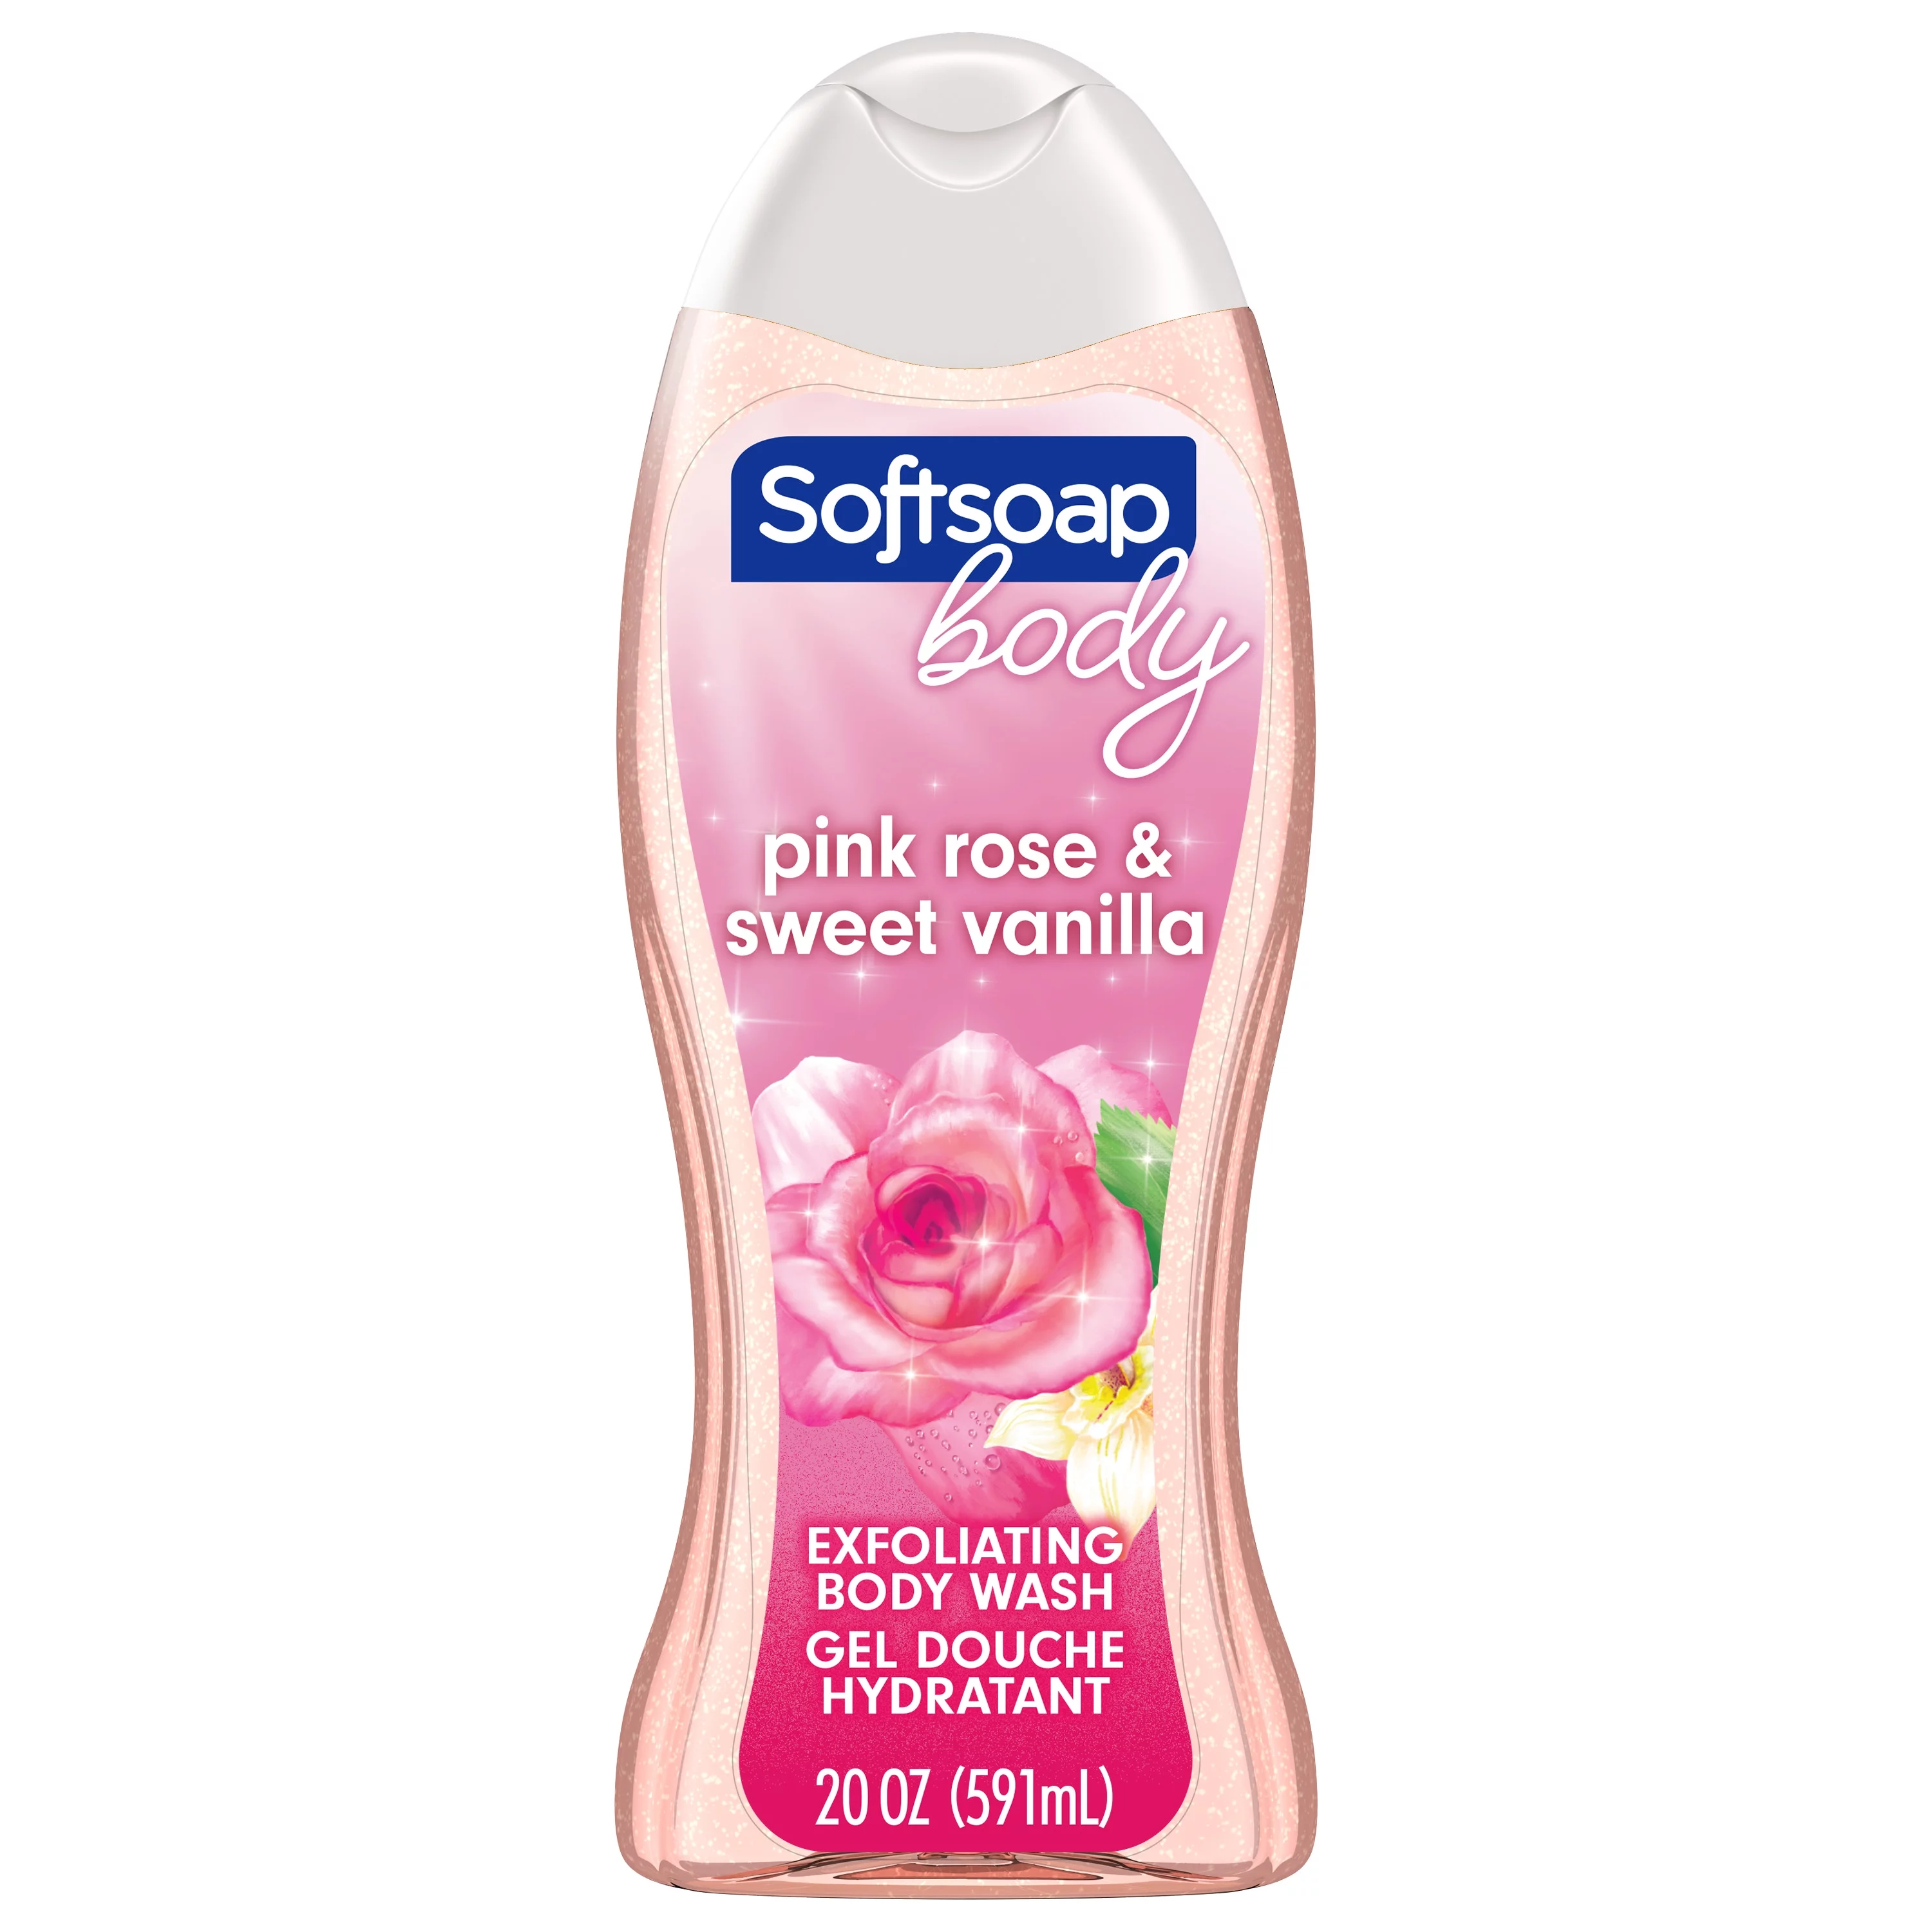 Softsoap
body
pink rose &
sweet vanilla
EXFOLIATING
BODY WASH
GEL DOUCHE
HYDRATANT
20 OZ (591mL)